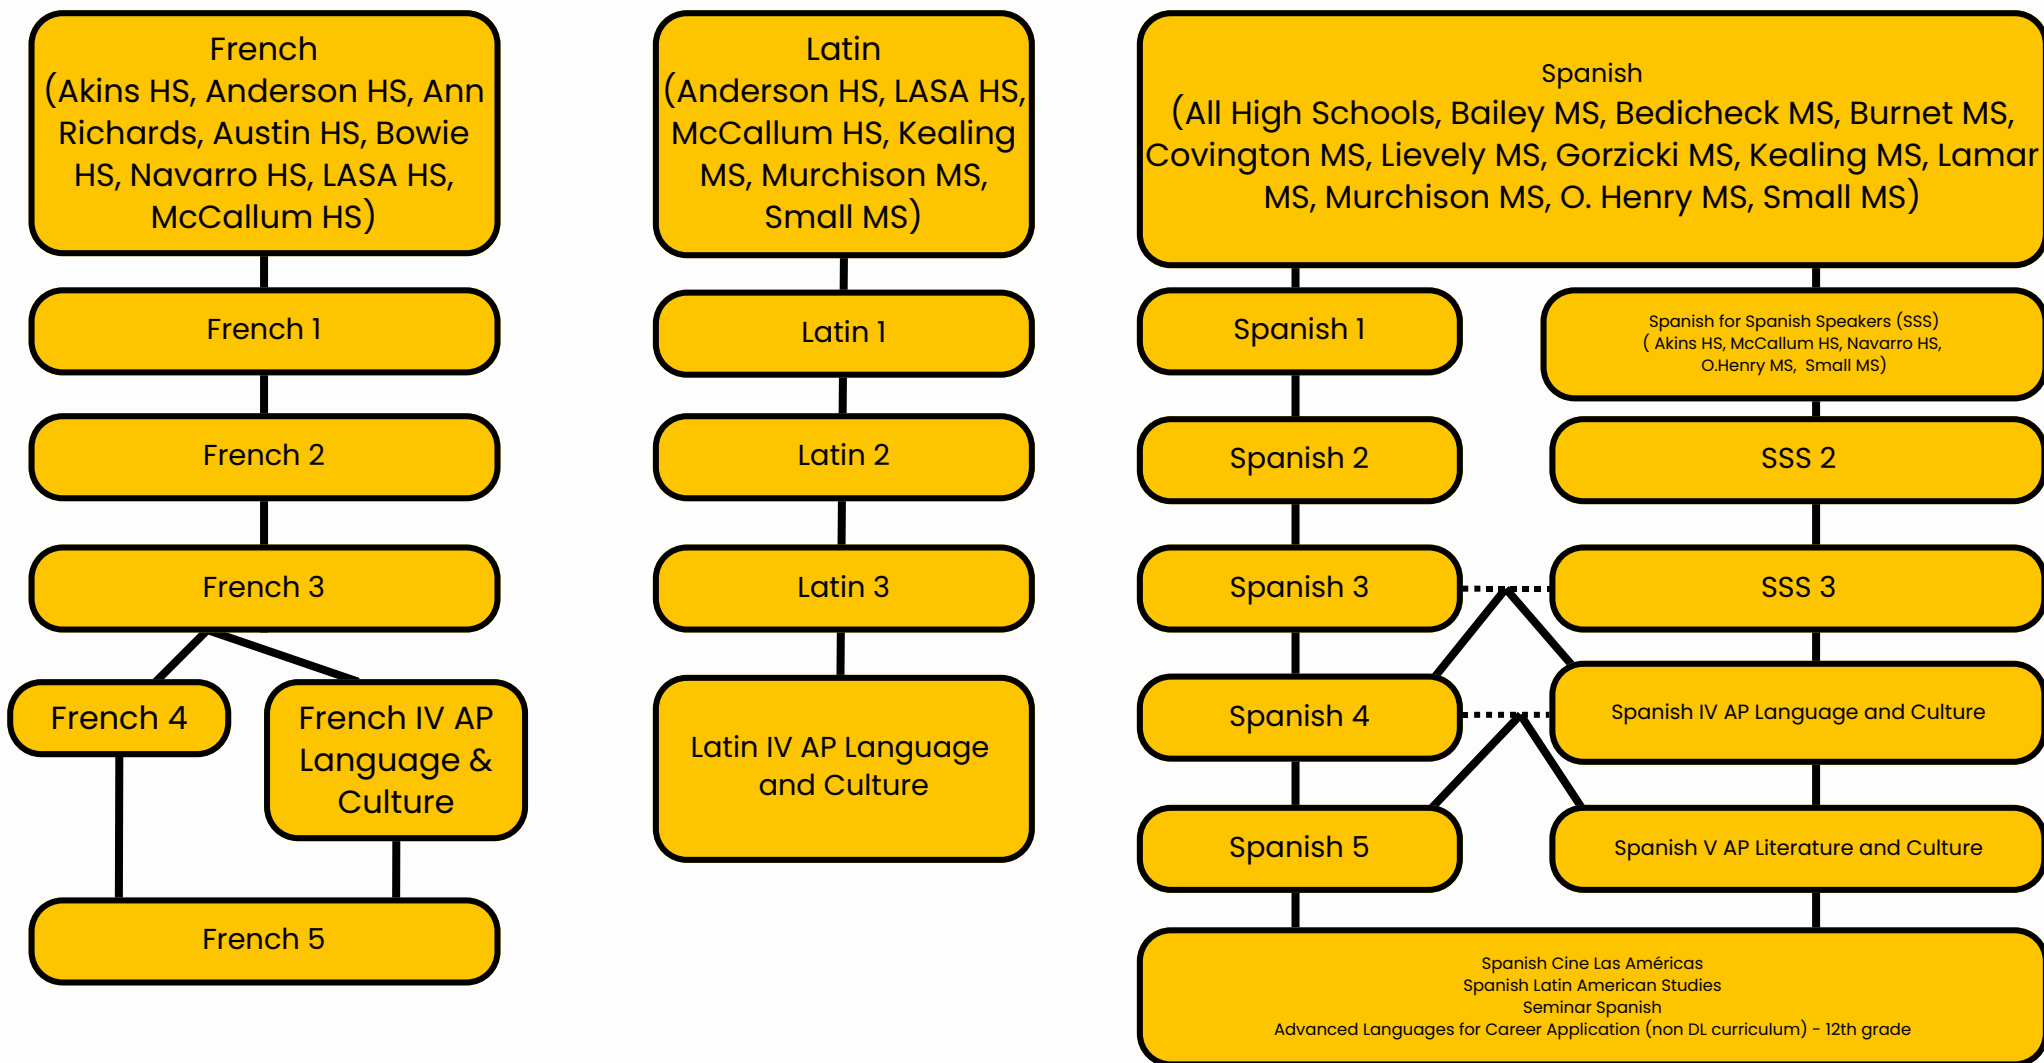 French
(Akins HS, Anderson HS, Ann
Richards, Austin HS, Bowie
HS, Navarro HS, LASA HS,
McCallum HS)
French 1
French 2
French 3
French 4
French IV AP
Language &
Culture
French 5
Latin
(Anderson HS, LASA HS,
McCallum HS, Kealing
MS, Murchison MS,
Small MS)
Latin 1
Latin 2
Latin 3
Latin IV AP Language
and Culture
Spanish
(All High Schools, Bailey MS, Bedicheck MS, Burnet MS,
Covington MS, Lievely MS, Gorzicki MS, Kealing MS, Lamar
MS, Murchison MS, O. Henry MS, Small MS)
Spanish 1
Spanish 2
Spanish 3
Spanish 4
Spanish 5
Spanish for Spanish Speakers (SSS)
( Akins HS, McCallum HS, Navarro HS,
O.Henry MS, Small MS)
SSS 2
SSS 3
Spanish IV AP Language and Culture
Spanish V AP Literature and Culture
Spanish Cine Las Américas
Spanish Latin American Studies
Seminar Spanish
Advanced Languages for Career Application (non DL curriculum) - 12th grade